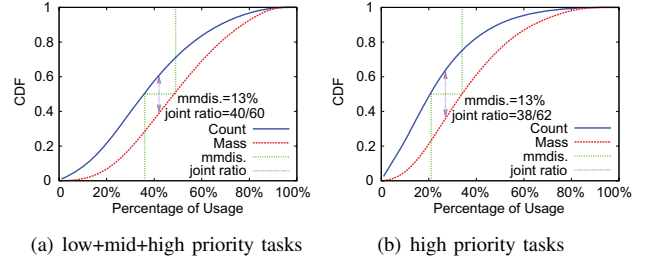 1
0.8
0.6
0.4
0.2
0
CDF
mmdis.=13%
joint ratio=40/60
Count
Mass
mmdis.
joint ratio
0 20% 40% 60% 80% 100%
Percentage of Usage
(a) low+mid+high priority tasks
1
0.8
0.6
0.4
0.2
0
CDF
mmdis.=13%
joint ratio=38/62
Count
Mass
mmdis.
joint ratio
0 20% 40% 60% 80% 100%
Percentage of Usage
(b) high priority tasks